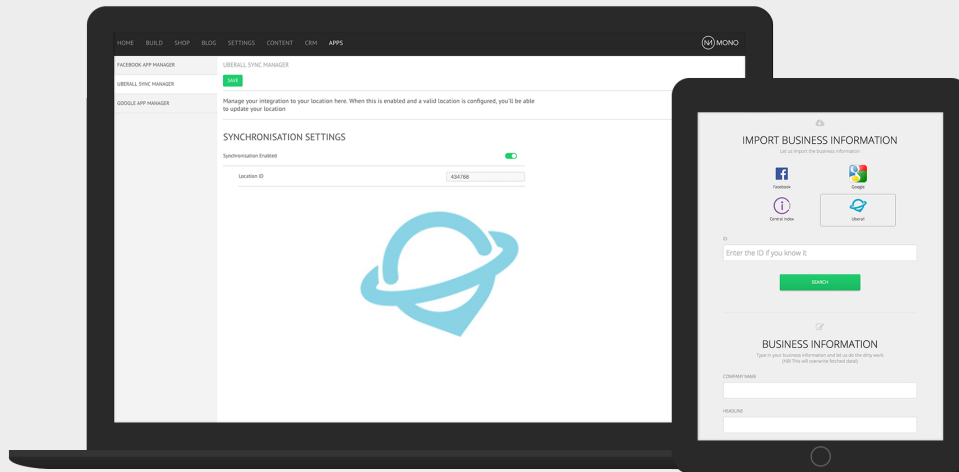 HOME BUILD SHOP BLOG SETTINGS CONTENT CRM APPS
MONO
FACEBOOK APP MANAGER
UBERALL SYNC MANAGER
GOOGLE APP MANAGER
UBERALL SYNC MANAGER
SAVE
Manage your integration to your location here. When this is enabled and a valid location is configured, you'll be able
to update your location
SYNCHRONISATION SETTINGS
Synchronisation Enabled
Location ID
434768
IMPORT BUSINESS INFORMATION
Let us import the business information
Facebook
Google
Central Index
Uberall
ID
Enter the ID if you know it
SEARCH
BUSINESS INFORMATION
Type in your business information and let us do the dirty work.
(NB! This will overwrite fetched data!)
COMPANY NAME
HEADLINE